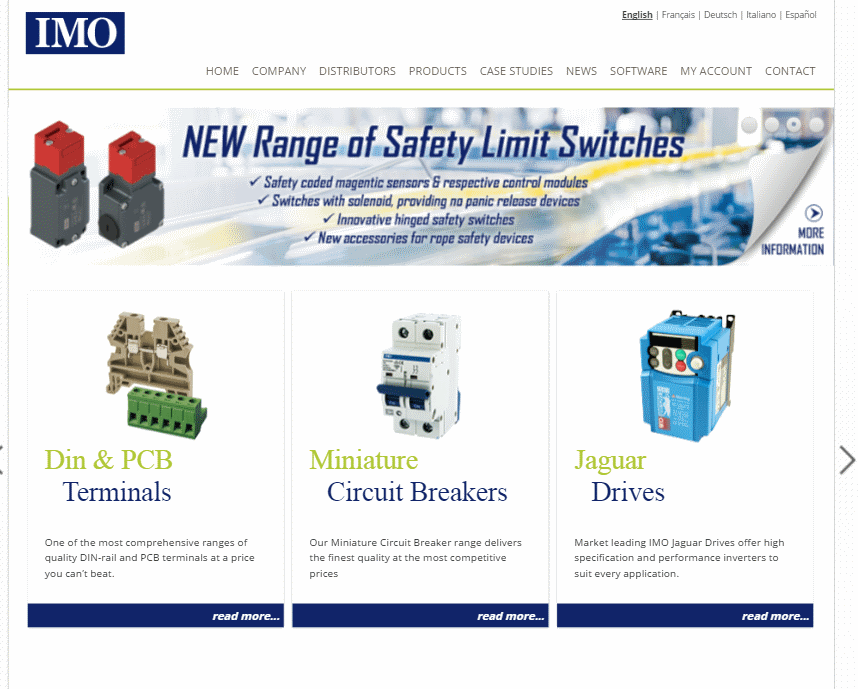 IMO
English | Français | Deutsch | Italiano | Español
HOME COMPANY DISTRIBUTORS PRODUCTS CASE STUDIES NEWS SOFTWARE MY ACCOUNT CONTACT
NEW Range of Safety Limit Switches
✓ Safety coded magentic sensors & respective control modules
✓ Switches with solenoid, providing no panic release devices
✓ Innovative hinged safety switches
✓ New accessories for rope safety devices
MORE
INFORMATION
Din & PCB
Terminals
One of the most comprehensive ranges of
quality DIN-rail and PCB terminals at a price
you can't beat.
read more...
Miniature
Circuit Breakers
Our Miniature Circuit Breaker range delivers
the finest quality at the most competitive
prices
read more...
Jaguar
Drives
Market leading IMO Jaguar Drives offer high
specification and performance inverters to
suit every application.
read more...